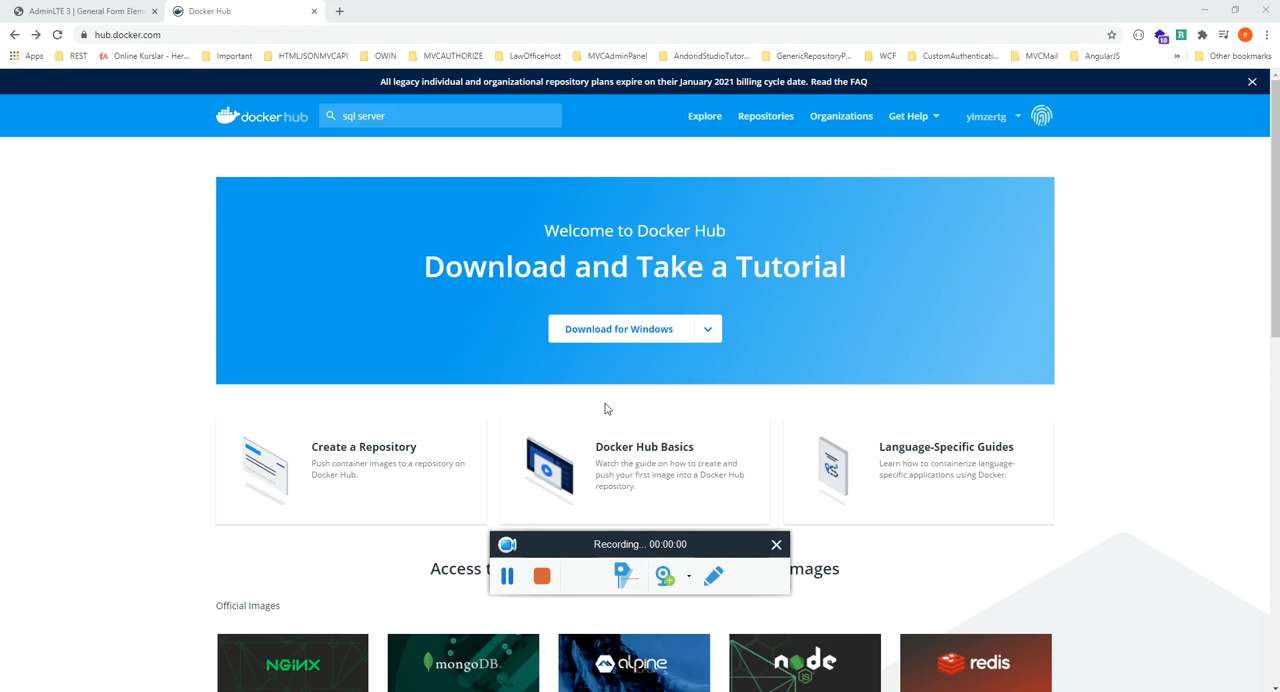 AdminLTE 3 | General Form Elem
Docker Hub
hub.docker.com
Apps REST Online Kurslar - Her... Important HTMLJSONMVCAPI OWIN MVCAUTHORIZE LawOfficeHost MVCAdminPanel AndoridStudioTutor... GenericRepositoryP... WCF CustomAuthenticati... MVCMail AngularJS » Other bookmarks
All legacy individual and organizational repository plans expire on their January 2021 billing cycle date. Read the FAQ
dockerhub sql server Explore Repositories Organizations Get Help ylmzertg
Welcome to Docker Hub
Download and Take a Tutorial
Download for Windows
Create a Repository
Push container images to a repository on
Docker Hub.
Docker Hub Basics
Watch the guide on how to create and
push your first image into a Docker Hub
repository.
Language-Specific Guides
Learn how to containerize language-
specific applications using Docker.
Recording... 00:00:00
Access mages
Official Images
NGINX mongoDB. alpine node redis